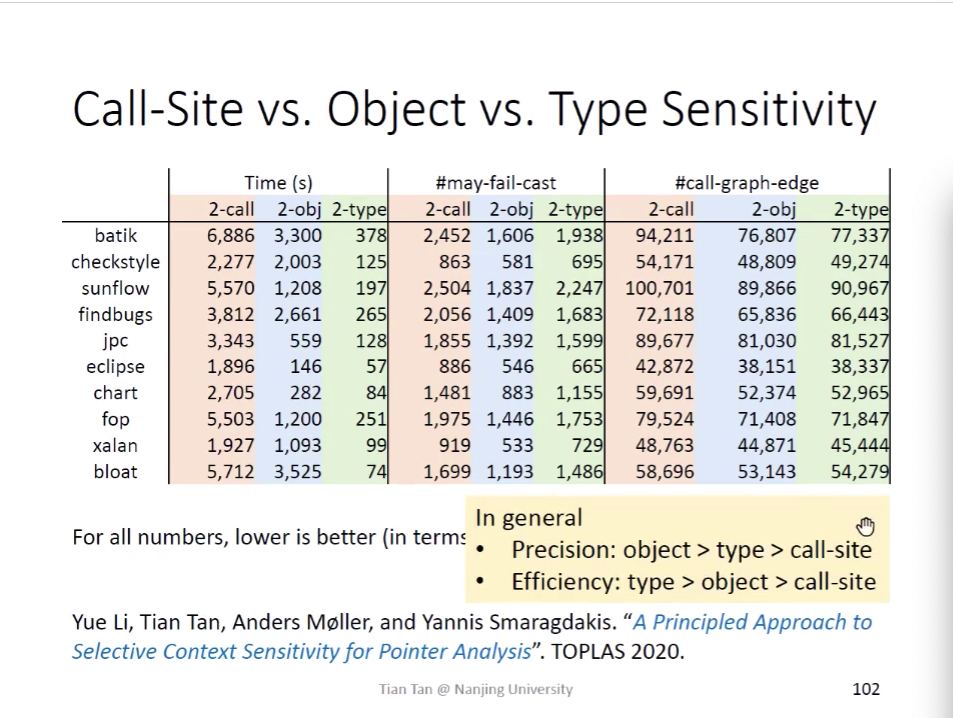 Call-Site vs. Object vs. Type Sensitivity
Time (s) #may-fail-cast #call-graph-edge
2-call 2-obj 2-type 2-call 2-obj 2-type 2-call 2-obj 2-type
batik 6,886 3,300 378 2,452 1,606 1,938 94,211 76,807 77,337
checkstyle 2,277 2,003 125 863 581 695 54,171 48,809 49,274
sunflow 5,570 1,208 197 2,504 1,837 2,247 100,701 89,866 90,967
findbugs 3,812 2,661 265 2,056 1,409 1,683 72,118 65,836 66,443
jpc 3,343 559 128 1,855 1,392 1,599 89,677 81,030 81,527
eclipse 1,896 146 57 886 546 665 42,872 38,151 38,337
chart 2,705 282 84 1,481 883 1,155 59,691 52,374 52,965
fop 5,503 1,200 251 1,975 1,446 1,753 79,524 71,408 71,847
xalan 1,927 1,093 99 919 533 729 48,763 44,871 45,444
bloat 5,712 3,525 74 1,699 1,193 1,486 58,696 53,143 54,279
For all numbers, lower is better (in terms
In general
• Precision: object > type > call-site
• Efficiency: type > object > call-site
Yue Li, Tian Tan, Anders Møller, and Yannis Smaragdakis. “A Principled Approach to
Selective Context Sensitivity for Pointer Analysis”. TOPLAS 2020.
Tian Tan @ Nanjing University 102